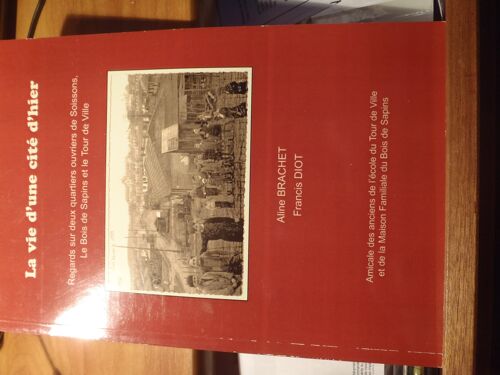 La vie d'une cité d'hier
Regards sur deux quartiers ouvriers de Soissons,
Le Bois de Sapins et le Tour de Ville
Aline BRACHET
Francis DIOT
Amicale des anciens de l'école du Tour de Ville
et de la Maison Familiale du Bois de Sapins